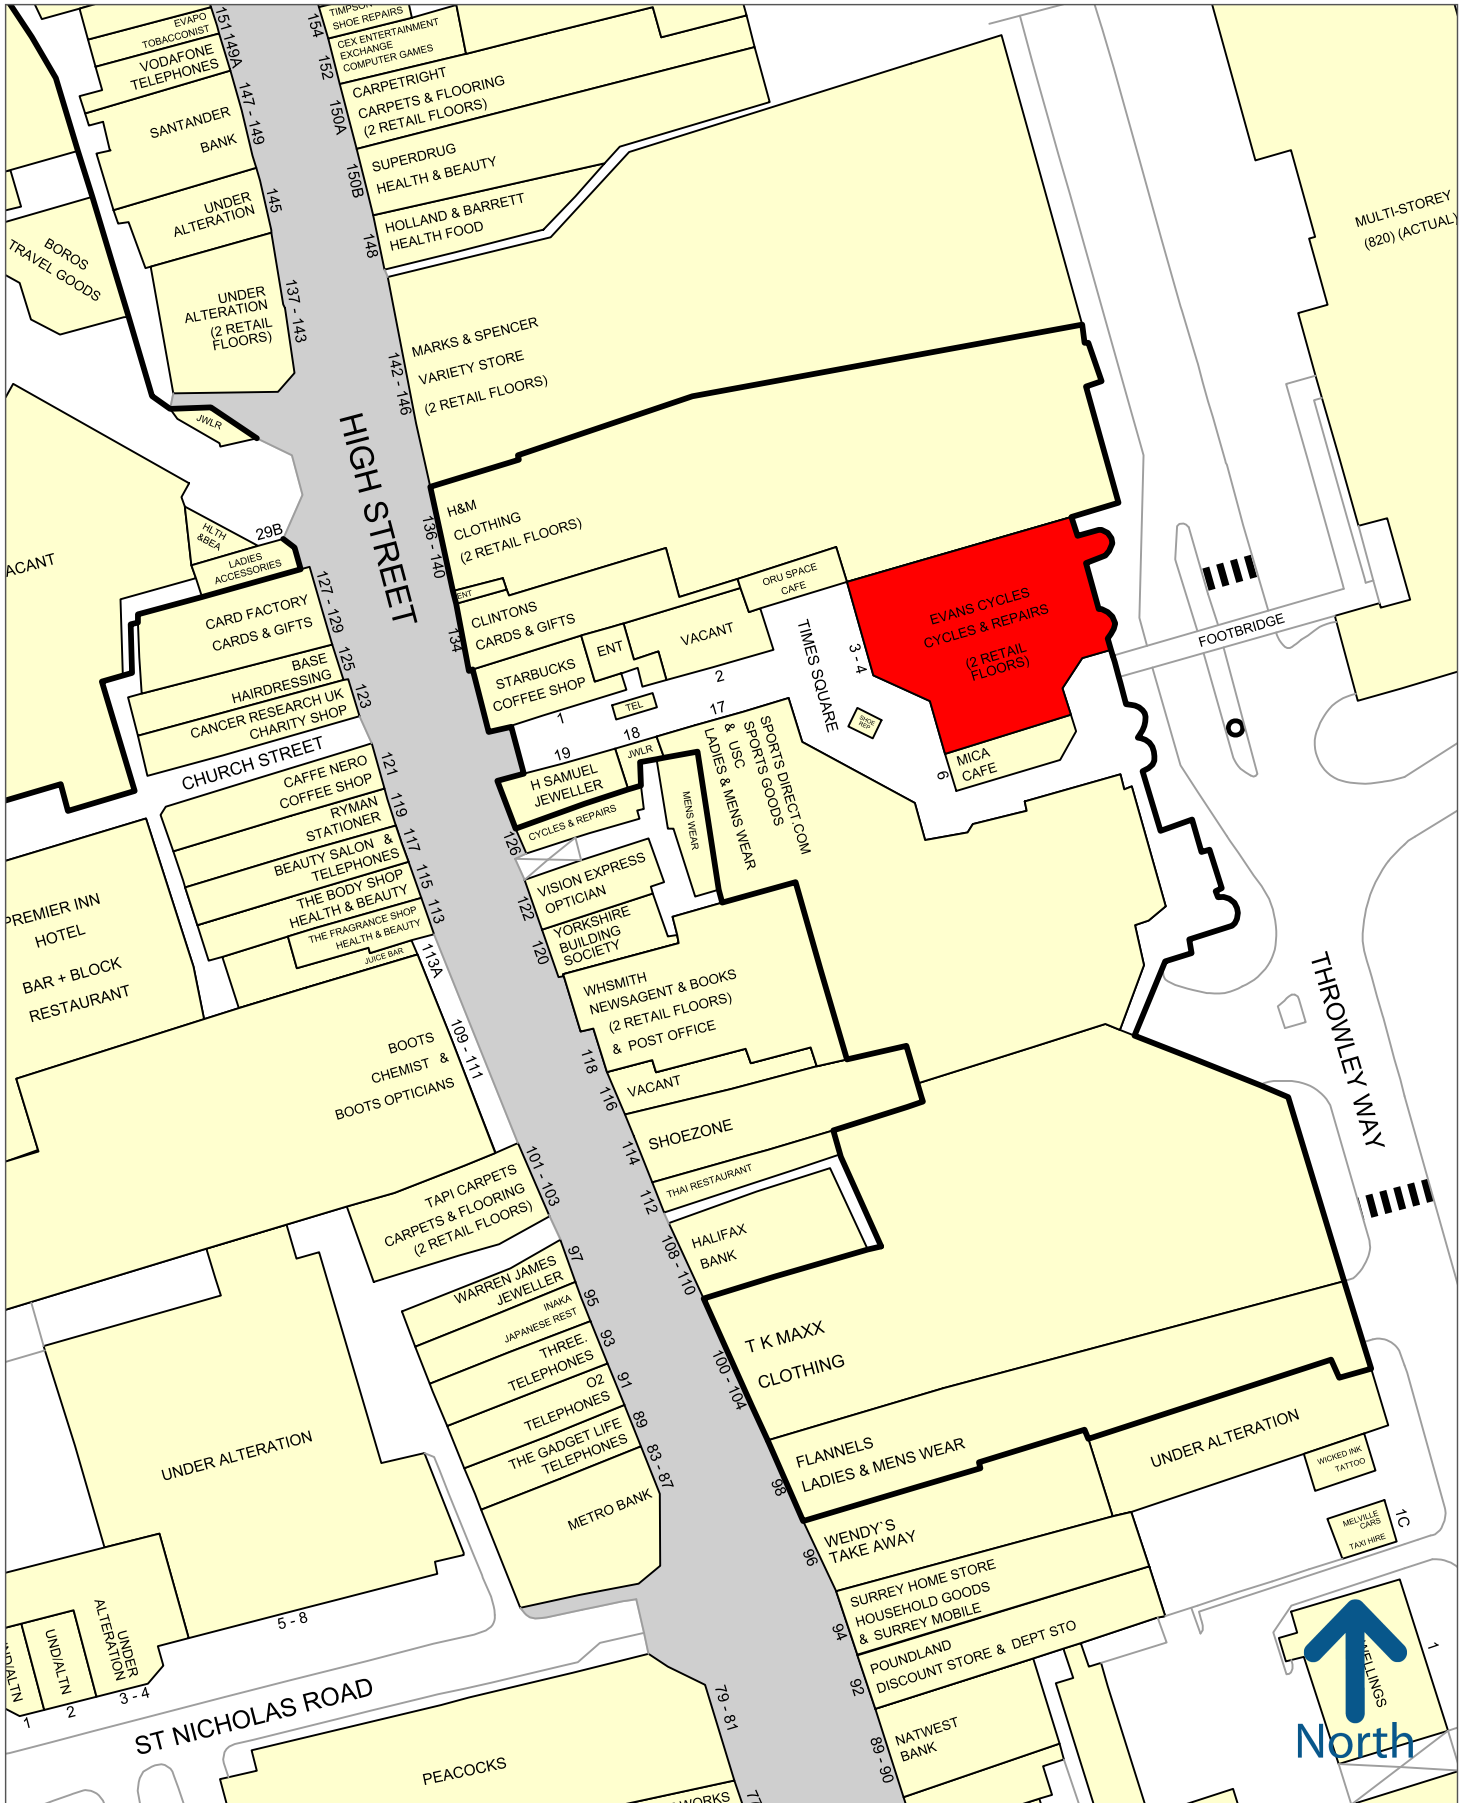 EVAPO
TOBACCONIST
VODAFONE
TELEPHONES
151
149A
SANTANDER
BANK
147 - 149
UNDER
ALTERATION
145
UNDER
ALTERATION
(2 RETAIL
FLOORS)
137 - 143
BOROS
TRAVEL GOODS
JWLR
154
SHOE REPAIRS
CEX ENTERTAINMENT
EXCHANGE
COMPUTER GAMES
152
CARPETRIGHT
CARPETS & FLOORING
(2 RETAIL FLOORS)
150A
SUPERDRUG
HEALTH & BEAUTY
150B
HOLLAND & BARRETT
HEALTH FOOD
148
MARKS & SPENCER
VARIETY STORE
(2 RETAIL FLOORS)
142 - 146
MULTI-STOREY
(820) (ACTUAL)
HIGH STREET
H&M
CLOTHING
(2 RETAIL FLOORS)
136 - 140
ENT
CLINTONS
CARDS & GIFTS
134
STARBUCKS
COFFEE SHOP
ENT
VACANT
ORU SPACE
CAFE
1
TEL
2
TIMES SQUARE
3 - 4
EVANS CYCLES
CYCLES & REPAIRS
(2 RETAIL
FLOORS)
SHOE
REP
MICA
CAFE
6
FOOTBRIDGE
HLTH
&BEA
29B
LADIES
ACCESSORIES
CARD FACTORY
CARDS & GIFTS
127 - 129
BASE
HAIRDRESSING
125
CANCER RESEARCH UK
CHARITY SHOP
123
CHURCH STREET
CAFFE NERO
COFFEE SHOP
121
RYMAN
STATIONER
119
BEAUTY SALON &
TELEPHONES
117
THE BODY SHOP
HEALTH & BEAUTY
115
THE FRAGRANCE SHOP
HEALTH & BEAUTY
113
JUICE BAR
113A
PREMIER INN
HOTEL
BAR + BLOCK
RESTAURANT
19
18
17
H SAMUEL
JEWELLER
JWLR
CYCLES & REPAIRS
126
MENS WEAR
SPORTS DIRECT.COM
SPORTS GOODS
& USC
LADIES & MENS WEAR
VISION EXPRESS
OPTICIAN
122
YORKSHIRE
BUILDING
SOCIETY
120
WHSMITH
NEWSAGENT & BOOKS
(2 RETAIL FLOORS)
& POST OFFICE
118
VACANT
116
SHOEZONE
114
THAI RESTAURANT
112
HALIFAX
BANK
108 - 110
T K MAXX
CLOTHING
100 - 104
FLANNELS
LADIES & MENS WEAR
98
UNDER ALTERATION
WICKED INK
TATTOO
MELVILLE
CARS
TAXI HIRE
1C
THROWLEY WAY
BOOTS
CHEMIST &
BOOTS OPTICIANS
109 - 111
TAPI CARPETS
CARPETS & FLOORING
(2 RETAIL FLOORS)
101 - 103
WARREN JAMES
JEWELLER
97
INAKA
JAPANESE REST
95
THREE.
TELEPHONES
93
O2
TELEPHONES
91
THE GADGET LIFE
TELEPHONES
89
METRO BANK
83 - 87
UNDER ALTERATION
5 - 8
UNDER
ALTERATION
3 - 4
UND/ALTN
2
1
ST NICHOLAS ROAD
PEACOCKS
79 - 81
WENDY`S
TAKE AWAY
96
SURREY HOME STORE
HOUSEHOLD GOODS
& SURREY MOBILE
94
POUNDLAND
DISCOUNT STORE & DEPT STO
92
NATWEST
BANK
89 - 90
1
North